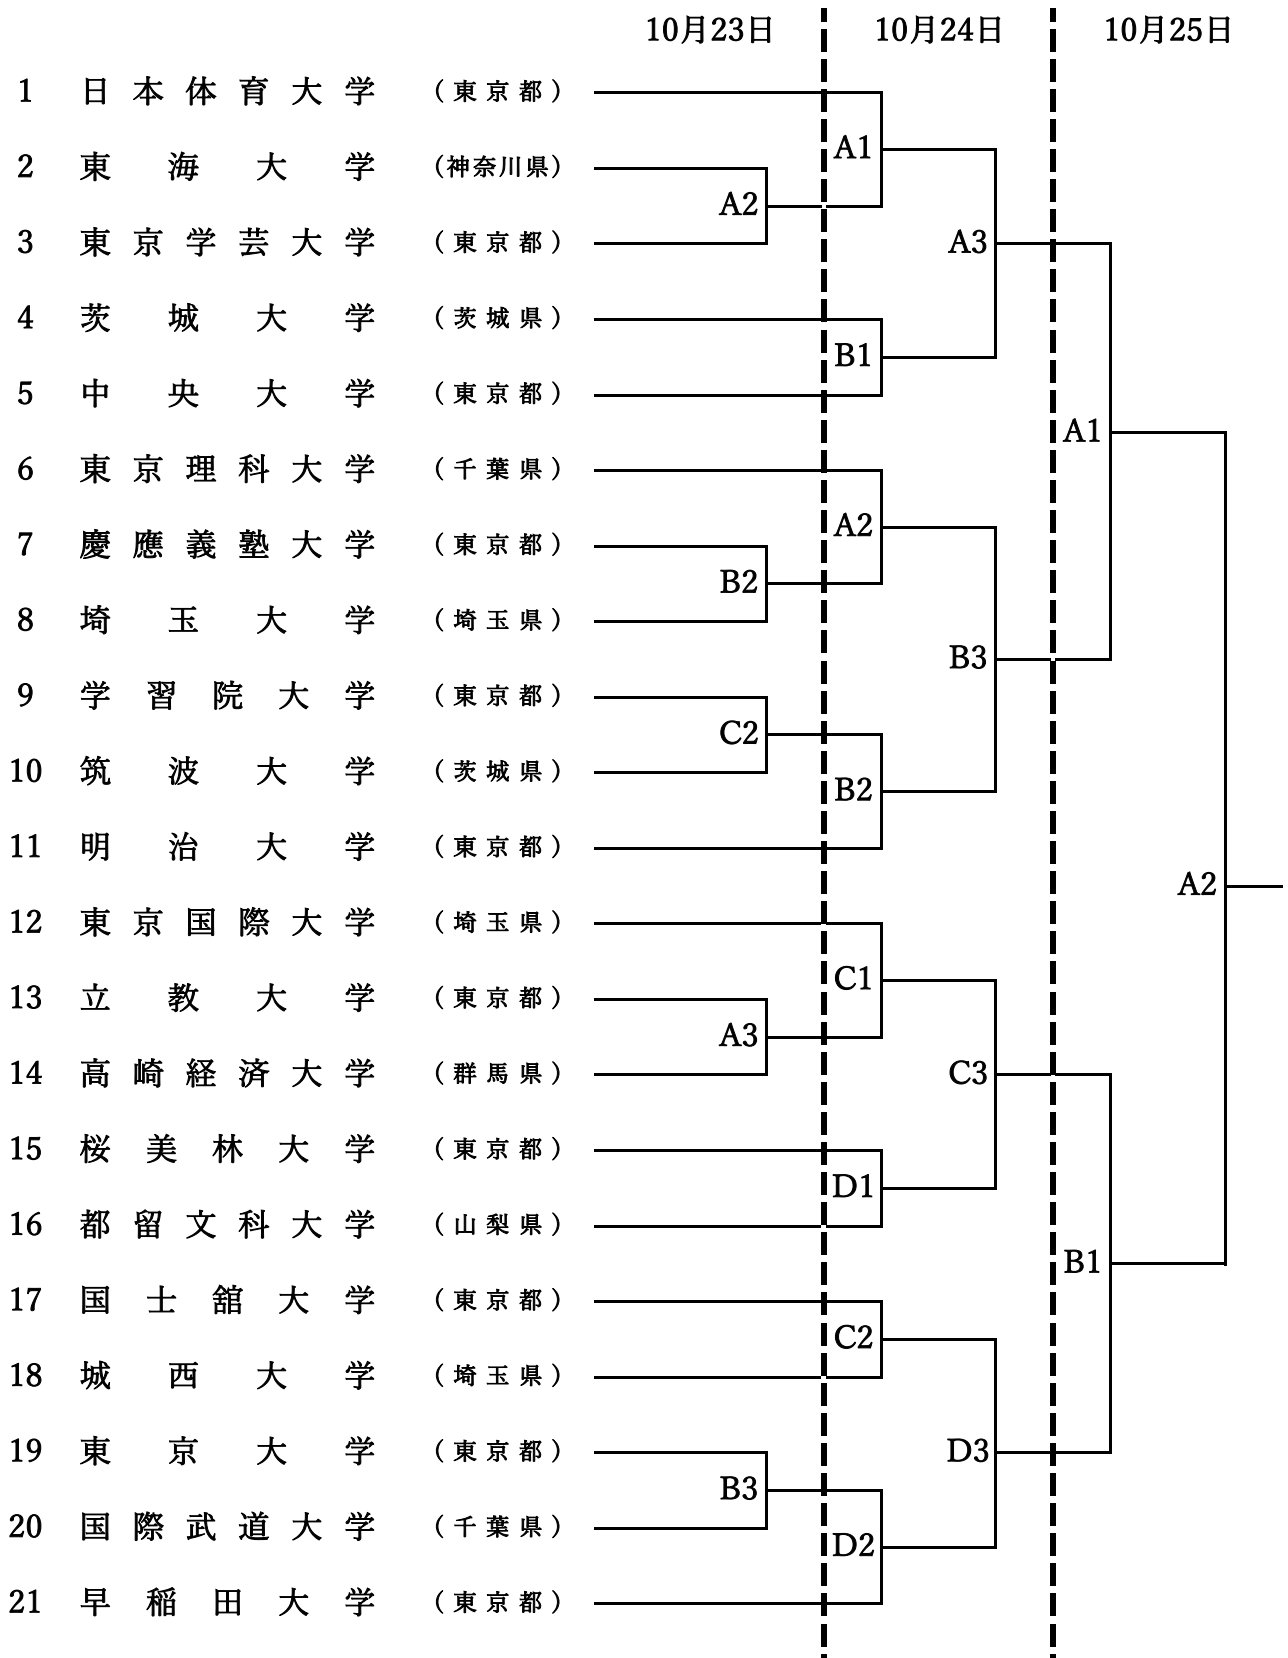 10月23日 10月24日 10月25日
1 日本体育大学 (東京都)
A1
2 東海大学 (神奈川県)
A2
3 東京学芸大学 (東京都)
A3
4 茨城大学 (茨城県)
B1
5 中央大学 (東京都)
A1
6 東京理科大学 (千葉県)
A2
7 慶應義塾大学 (東京都)
B2
8 埼玉大学 (埼玉県)
B3
9 学習院大学 (東京都)
C2
10 筑波大学 (茨城県)
B2
11 明治大学 (東京都)
A2
12 東京国際大学 (埼玉県)
C1
13 立教大学 (東京都)
A3
14 高崎経済大学 (群馬県)
C3
15 桜美林大学 (東京都)
D1
16 都留文科大学 (山梨県)
B1
17 国士舘大学 (東京都)
C2
18 城西大学 (埼玉県)
19 東京大学 (東京都)
D3
B3
20 国際武道大学 (千葉県)
D2
21 早稲田大学 (東京都)